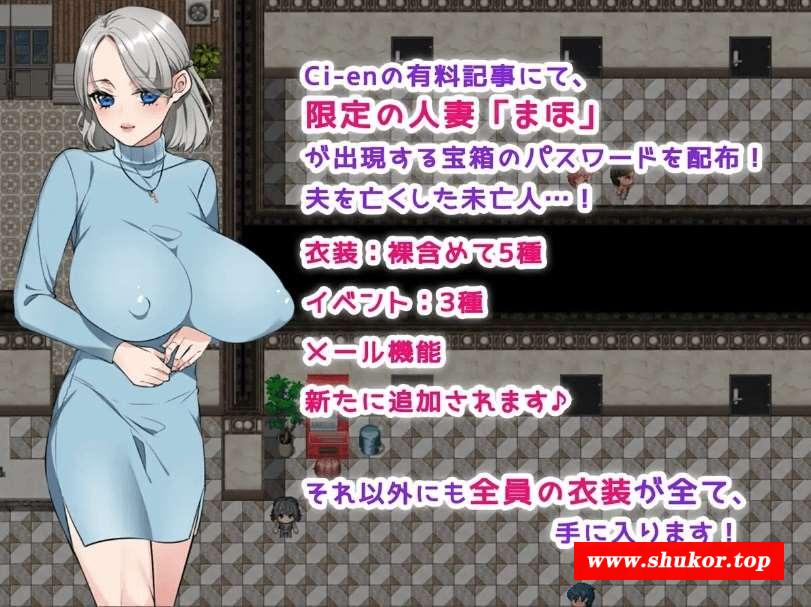 Ci-enの有料記事にて、
限定の人妻「まほ」
が出現する宝箱のパスワードを配布！
夫を亡くした未亡人…！
衣装：裸含めて5種
イベント：3種
メール機能
新たに追加されます♪
それ以外にも全員の衣装が全て、
手に入ります！
www.shukor.top